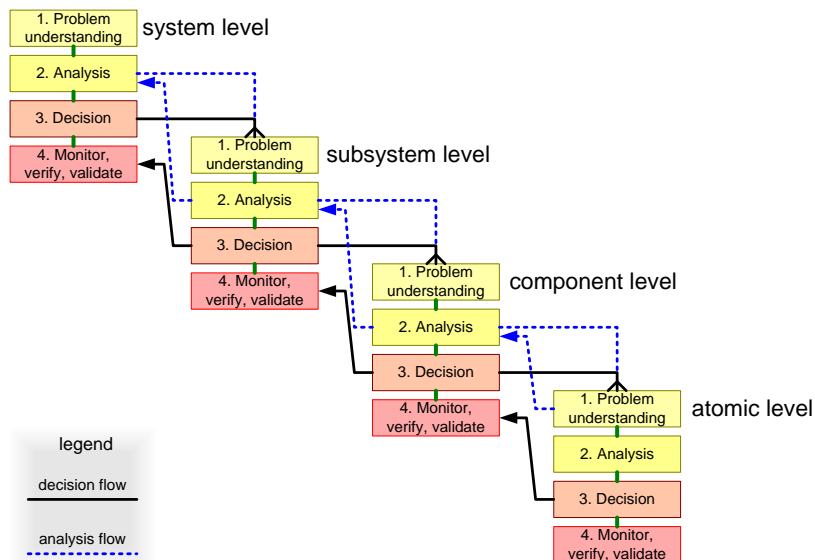 1. Problem
understanding
system level
2. Analysis
3. Decision
4. Monitor,
verify, validate
1. Problem
understanding
subsystem level
2. Analysis
3. Decision
4. Monitor,
verify, validate
1. Problem
understanding
component level
2. Analysis
3. Decision
4. Monitor,
verify, validate
1. Problem
understanding
atomic level
2. Analysis
3. Decision
4. Monitor,
verify, validate
legend
decision flow
analysis flow